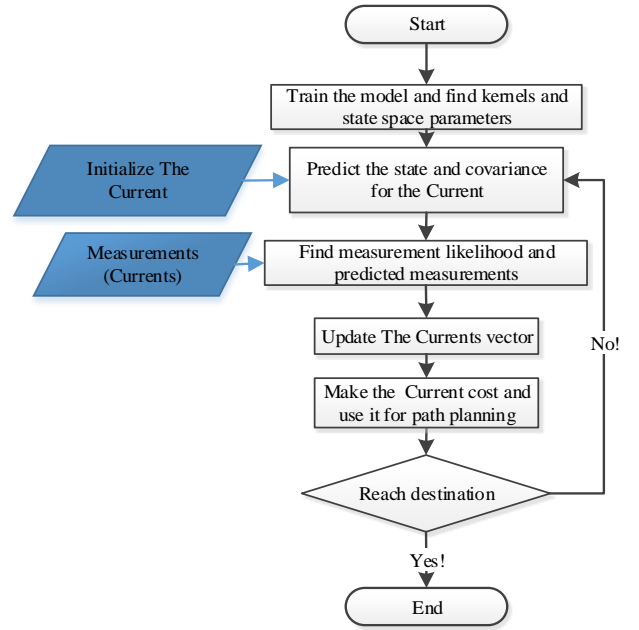 Start
Train the model and find kernels and
state space parameters
Initialize The
Current
Predict the state and covariance
for the Current
Measurements
(Currents)
Find measurement likelihood and
predicted measurements
Update The Currents vector
No!
Make the Current cost and
use it for path planning
Reach destination
Yes!
End